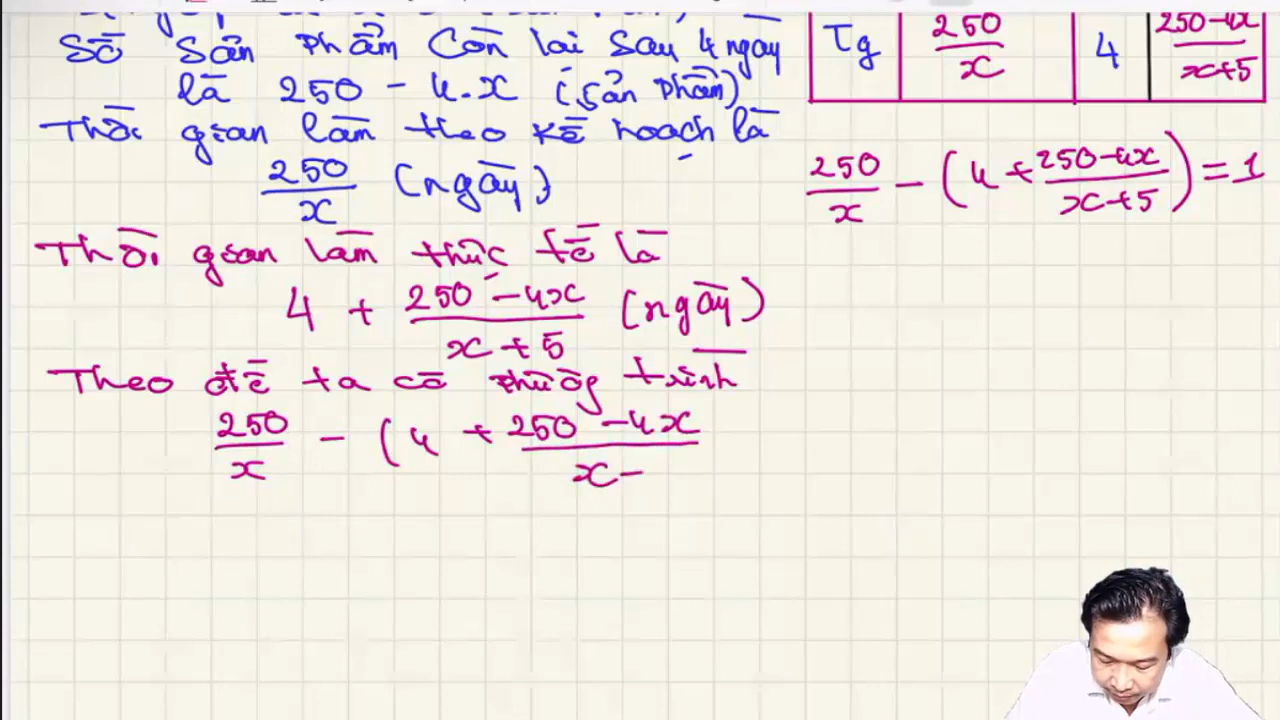 Số sản phẩm còn lại sau 4 ngày
là 250 - 4.x (sản phẩm)
Thời gian làm theo kế hoạch là
250/x (ngày)
Thời gian làm thực tế là
4 + (250 - 4x)/(x + 5) (ngày)
Theo đề ta có phương trình
250/x - (4 + (250 - 4x)/(x -
Tg 250/x 4 (250-4x)/(x+5)
250/x - (4 + (250-4x)/(x+5)) = 1